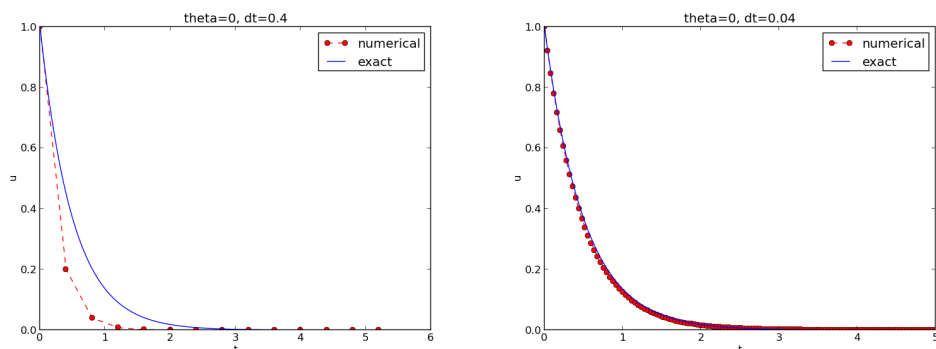 theta=0, dt=0.4
1.0
0.8
0.6
0.4
0.2
0.0
u
0 1 2 3 4 5 6
t
numerical
exact
theta=0, dt=0.04
1.0
0.8
0.6
0.4
0.2
0.0
u
0 1 2 3 4 5
t
numerical
exact